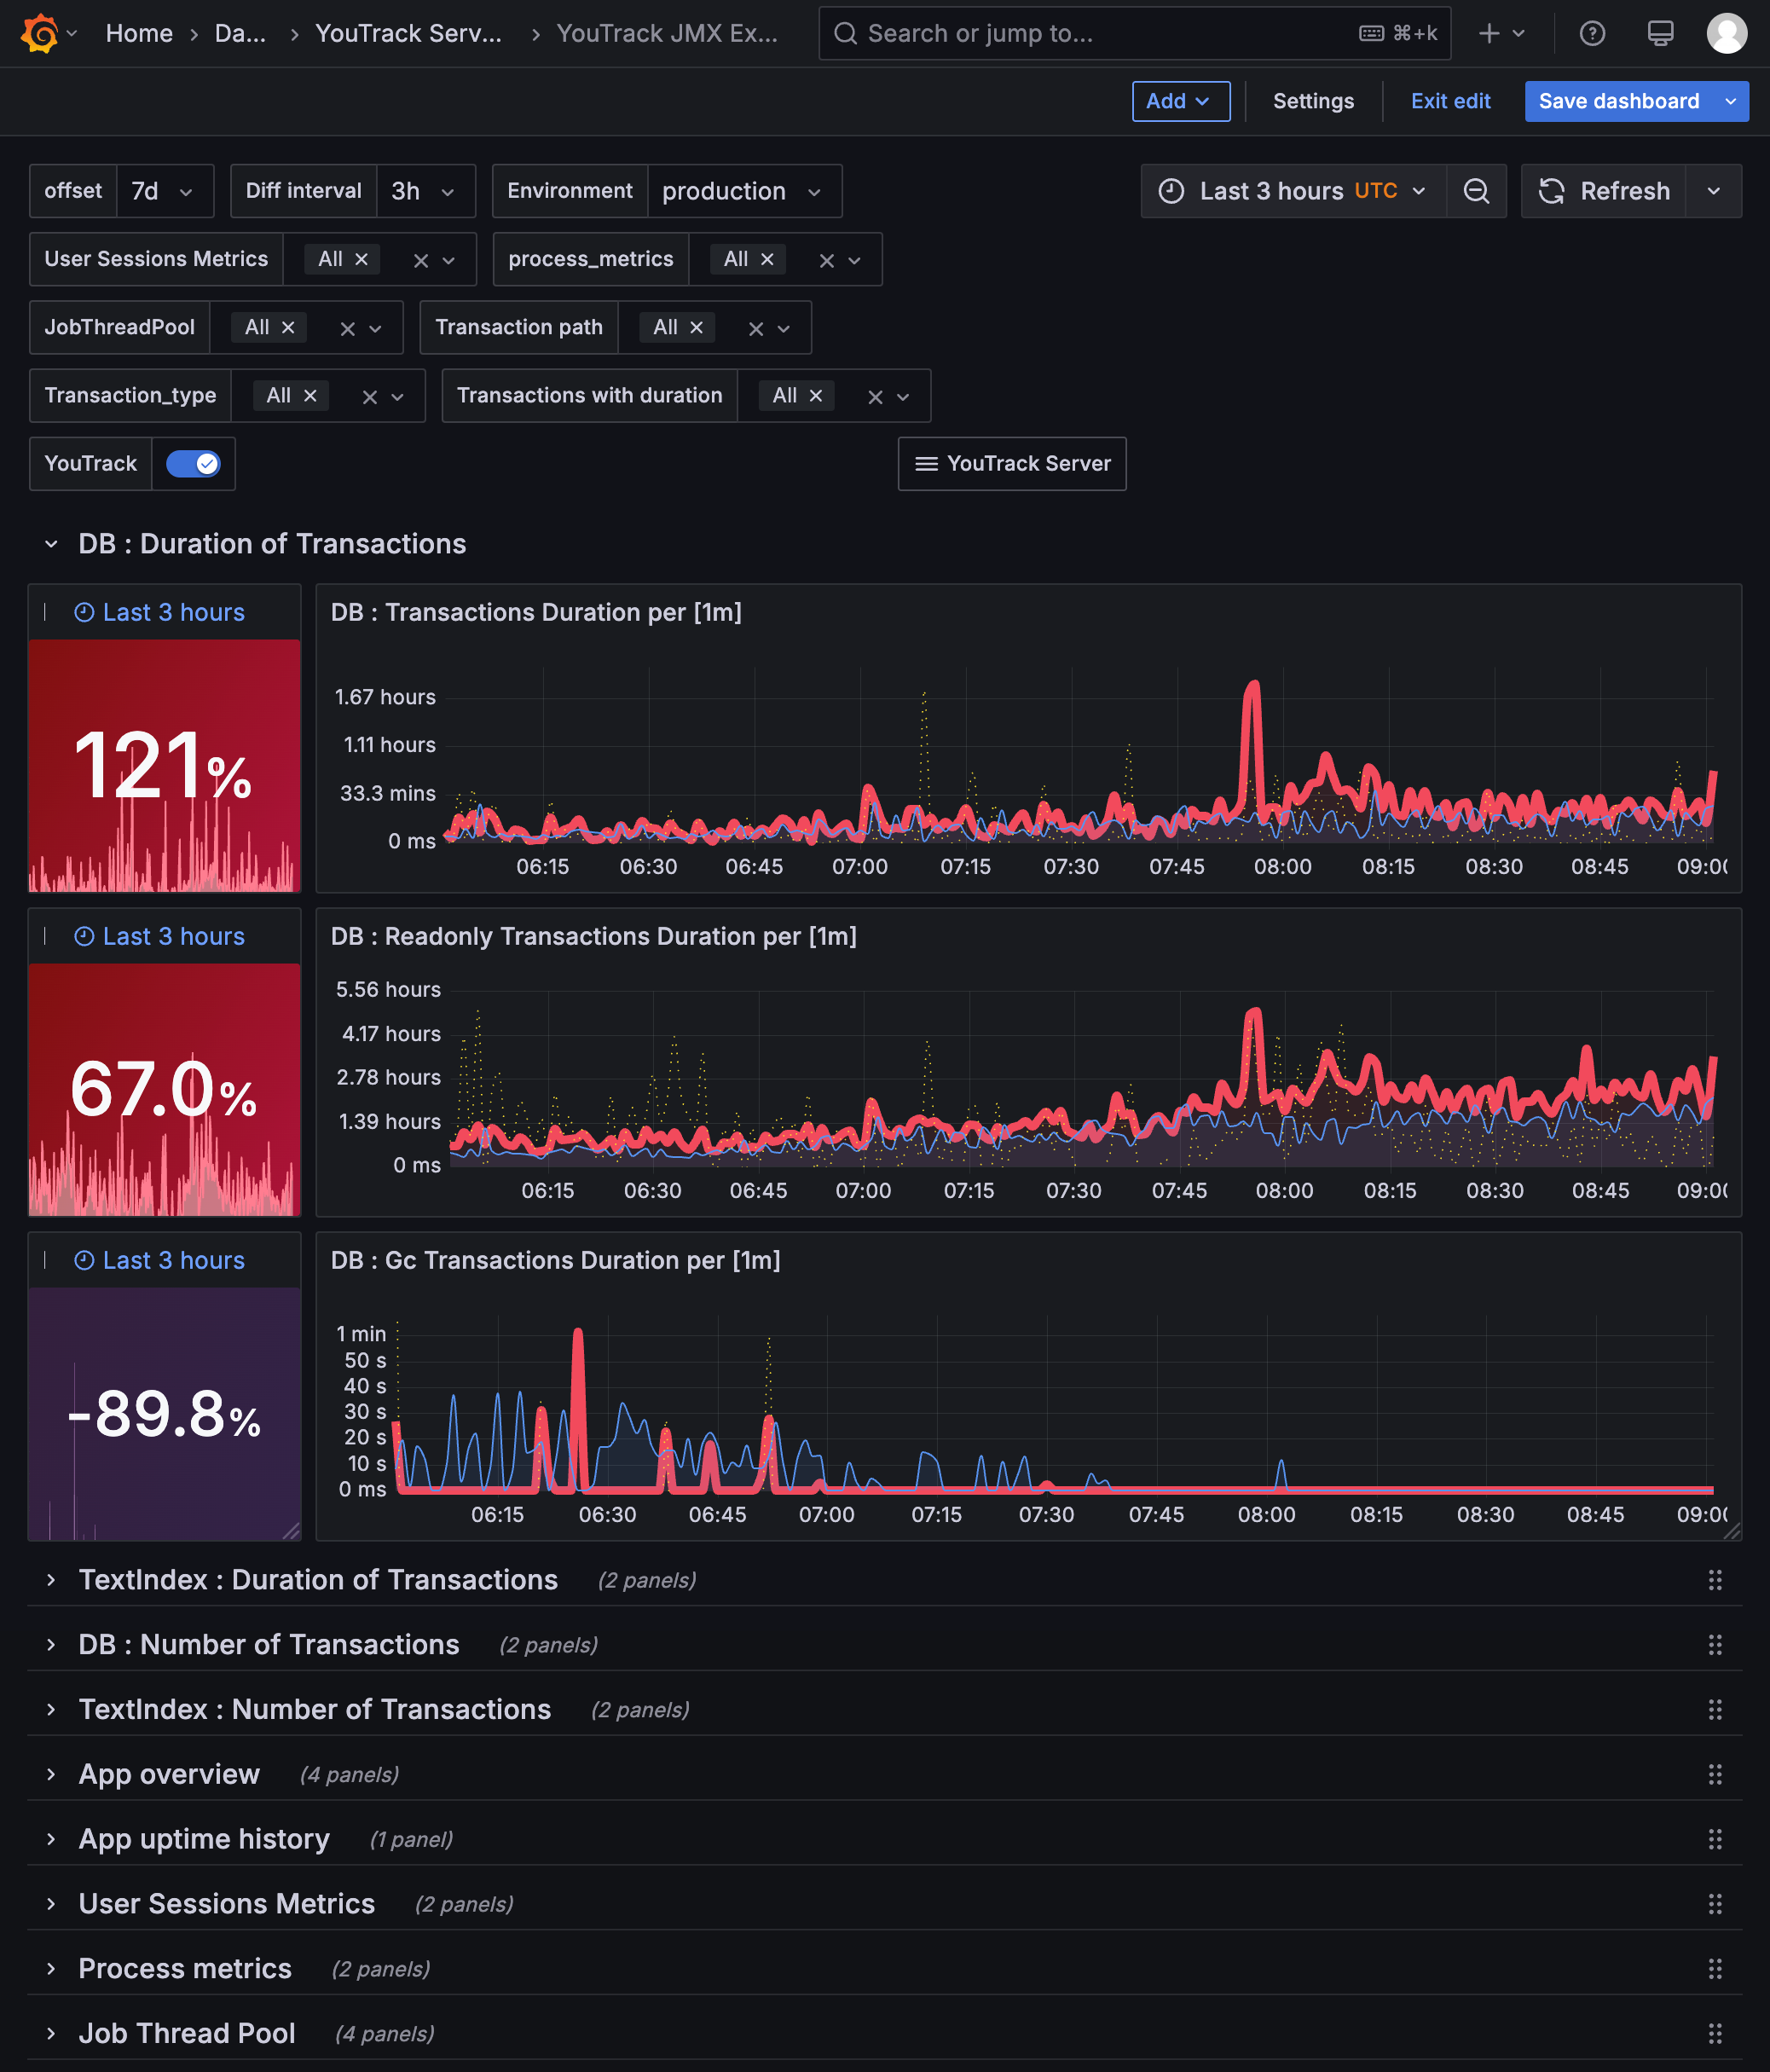 Home › Da... › YouTrack Serv... › YouTrack JMX Ex... Search or jump to... ⌘+k
Add Settings Exit edit Save dashboard
offset 7d Diff interval 3h Environment production Last 3 hours UTC Refresh
User Sessions Metrics All process_metrics All
JobThreadPool All Transaction path All
Transaction_type All Transactions with duration All
YouTrack YouTrack Server
DB : Duration of Transactions
Last 3 hours
121%
DB : Transactions Duration per [1m]
1.67 hours
1.11 hours
33.3 mins
0 ms
06:15 06:30 06:45 07:00 07:15 07:30 07:45 08:00 08:15 08:30 08:45 09:00
Last 3 hours
67.0%
DB : Readonly Transactions Duration per [1m]
5.56 hours
4.17 hours
2.78 hours
1.39 hours
0 ms
06:15 06:30 06:45 07:00 07:15 07:30 07:45 08:00 08:15 08:30 08:45 09:00
Last 3 hours
-89.8%
DB : Gc Transactions Duration per [1m]
1 min
50 s
40 s
30 s
20 s
10 s
0 ms
06:15 06:30 06:45 07:00 07:15 07:30 07:45 08:00 08:15 08:30 08:45 09:00
TextIndex : Duration of Transactions (2 panels)
DB : Number of Transactions (2 panels)
TextIndex : Number of Transactions (2 panels)
App overview (4 panels)
App uptime history (1 panel)
User Sessions Metrics (2 panels)
Process metrics (2 panels)
Job Thread Pool (4 panels)